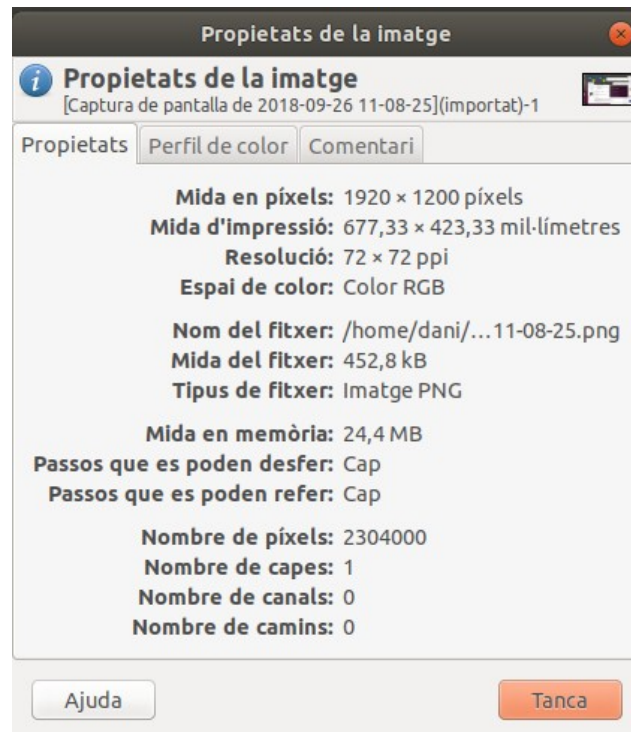 Propietats de la imatge
Propietats de la imatge
[Captura de pantalla de 2018-09-26 11-08-25](importat)-1
Propietats Perfil de color Comentari
Mida en píxels: 1920 × 1200 píxels
Mida d'impressió: 677,33 × 423,33 mil·límetres
Resolució: 72 × 72 ppi
Espai de color: Color RGB
Nom del fitxer: /home/dani/…11-08-25.png
Mida del fitxer: 452,8 kB
Tipus de fitxer: Imatge PNG
Mida en memòria: 24,4 MB
Passos que es poden desfer: Cap
Passos que es poden refer: Cap
Nombre de píxels: 2304000
Nombre de capes: 1
Nombre de canals: 0
Nombre de camins: 0
Ajuda Tanca